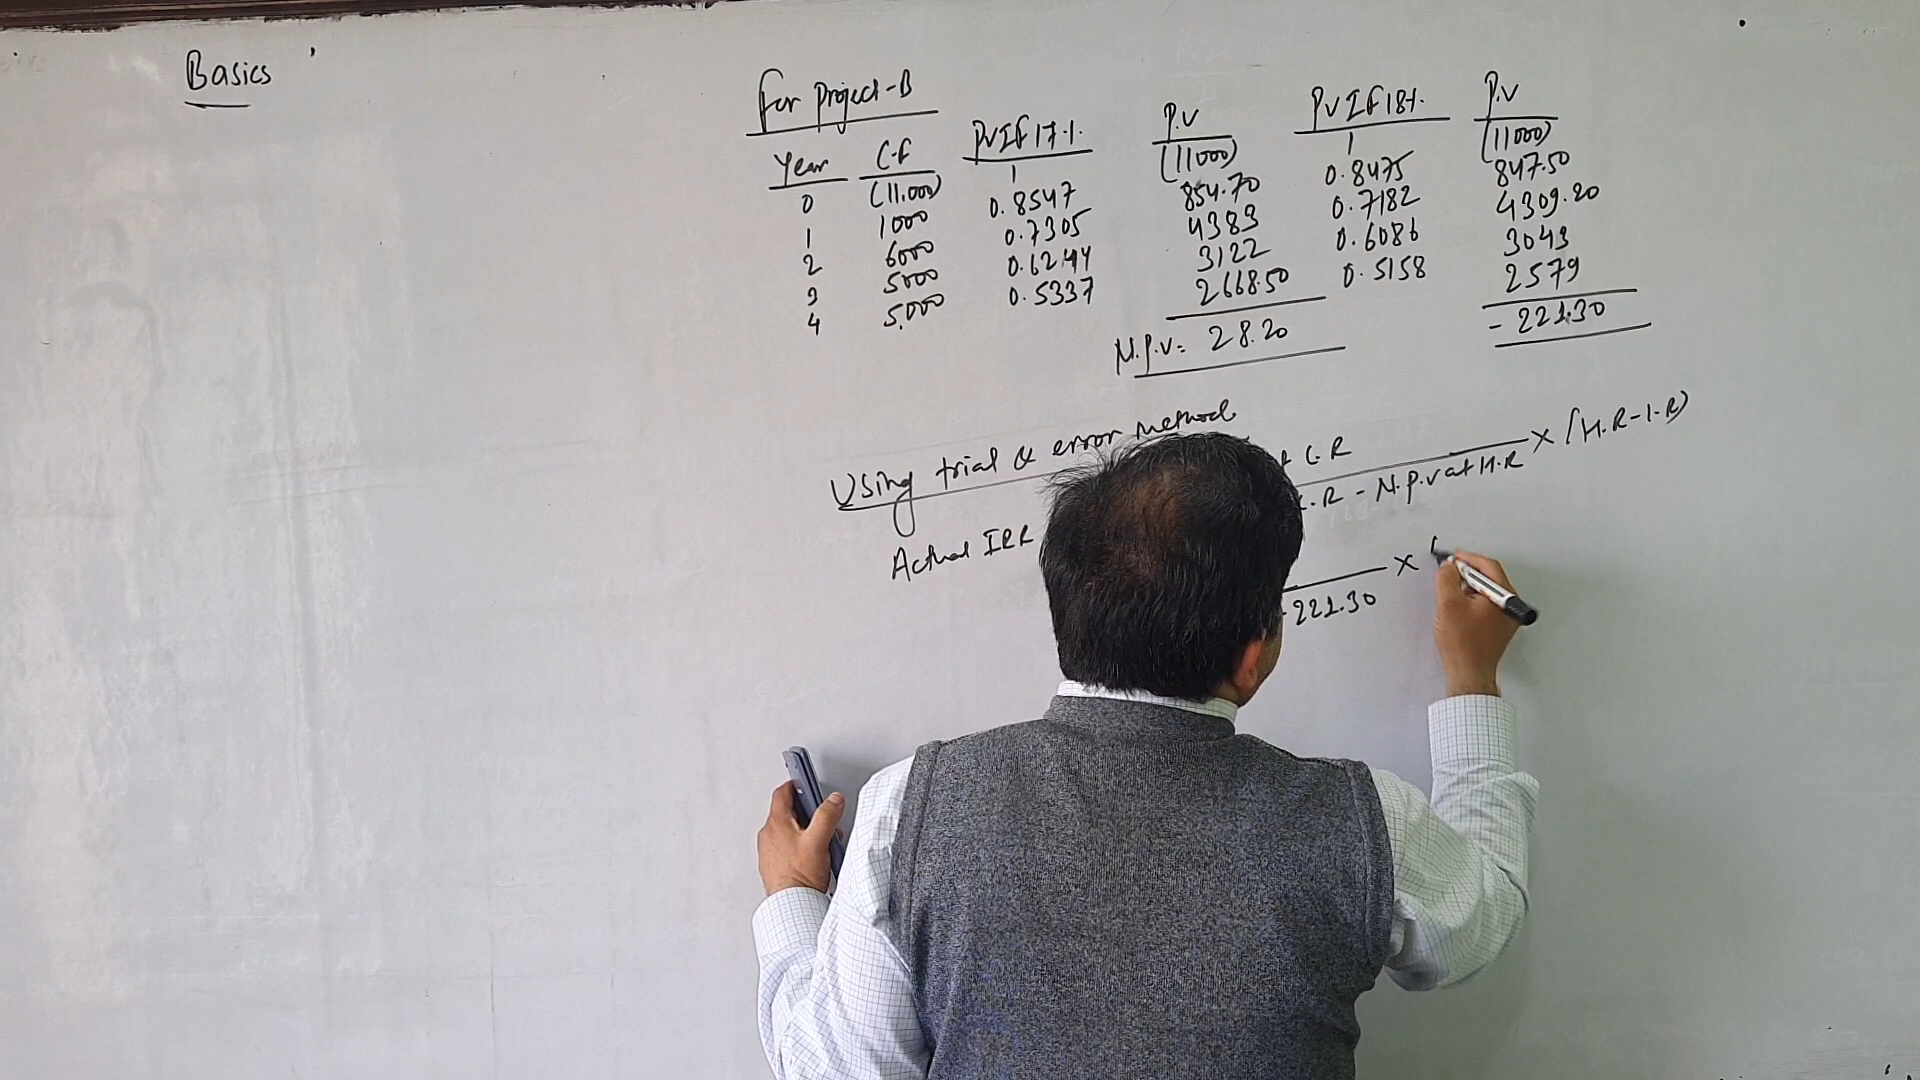 Basics
For Project-B
Year C.F PVIF17% P.V PVIF18% P.V
0 (11,000) 1 (11000) 1 (11000)
1 1000 0.8547 854.70 0.8475 847.50
2 6000 0.7305 4383 0.7182 4309.20
3 5000 0.6244 3122 0.6086 3043
4 5,000 0.5337 2668.50 0.5158 2579
N.P.V= 28.20 - 221.30
Using trial & error method
Actual IRR L.R
L.R - N.P.V at H.R X (H.R-L.R)
221.30 X (